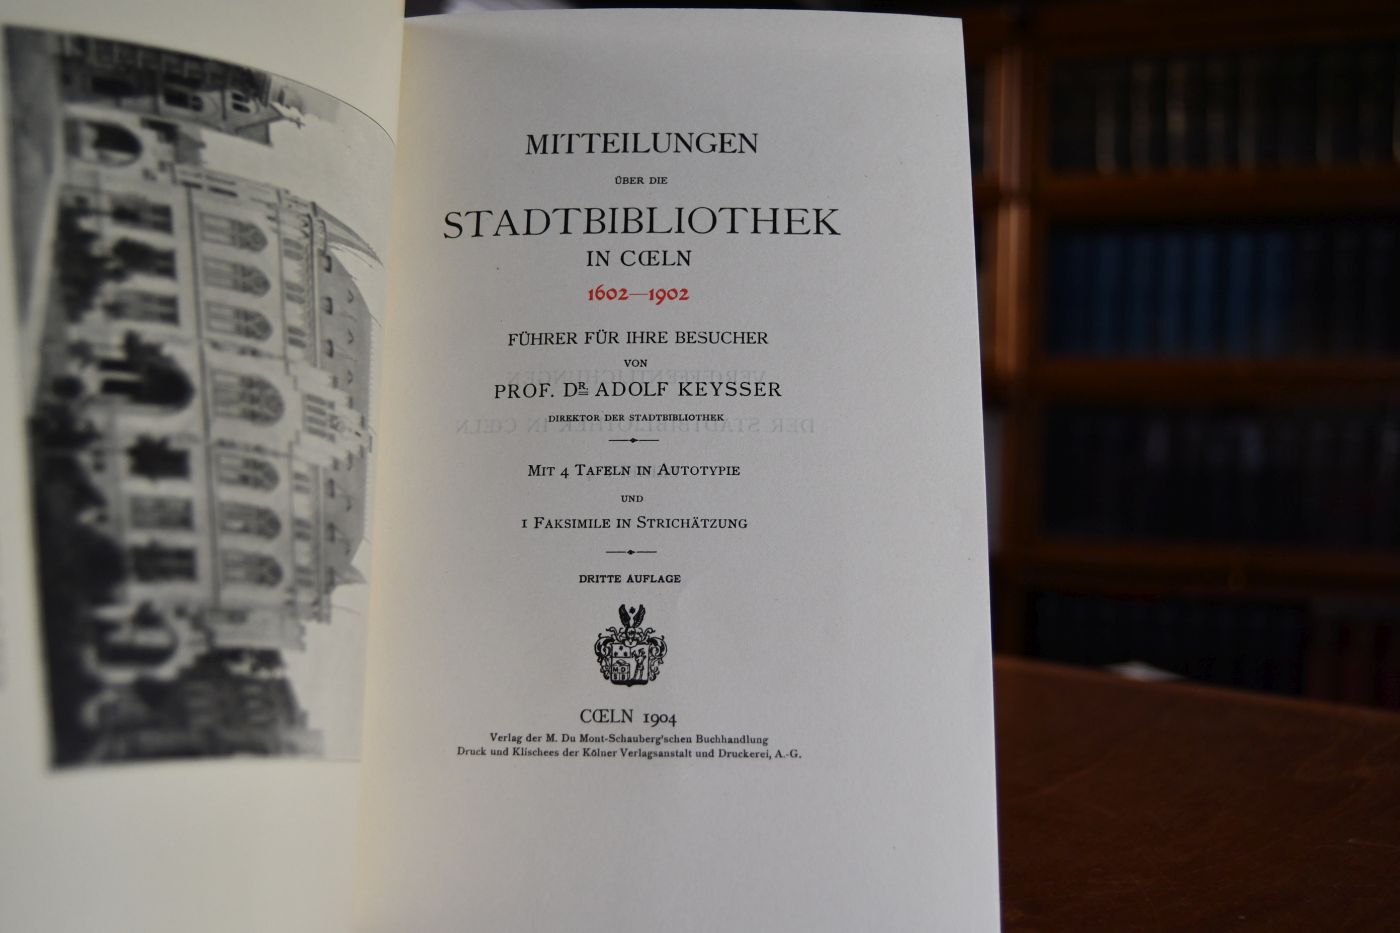 MITTEILUNGEN
ÜBER DIE
STADTBIBLIOTHEK
IN CŒLN
1602—1902
FÜHRER FÜR IHRE BESUCHER
VON
PROF. DR. ADOLF KEYSSER
DIREKTOR DER STADTBIBLIOTHEK
MIT 4 TAFELN IN AUTOTYPIE
UND
1 FAKSIMILE IN STRICHÄTZUNG
DRITTE AUFLAGE
CŒLN 1904
Verlag der M. Du Mont-Schauberg'schen Buchhandlung
Druck und Klischees der Kölner Verlagsanstalt und Druckerei, A.-G.